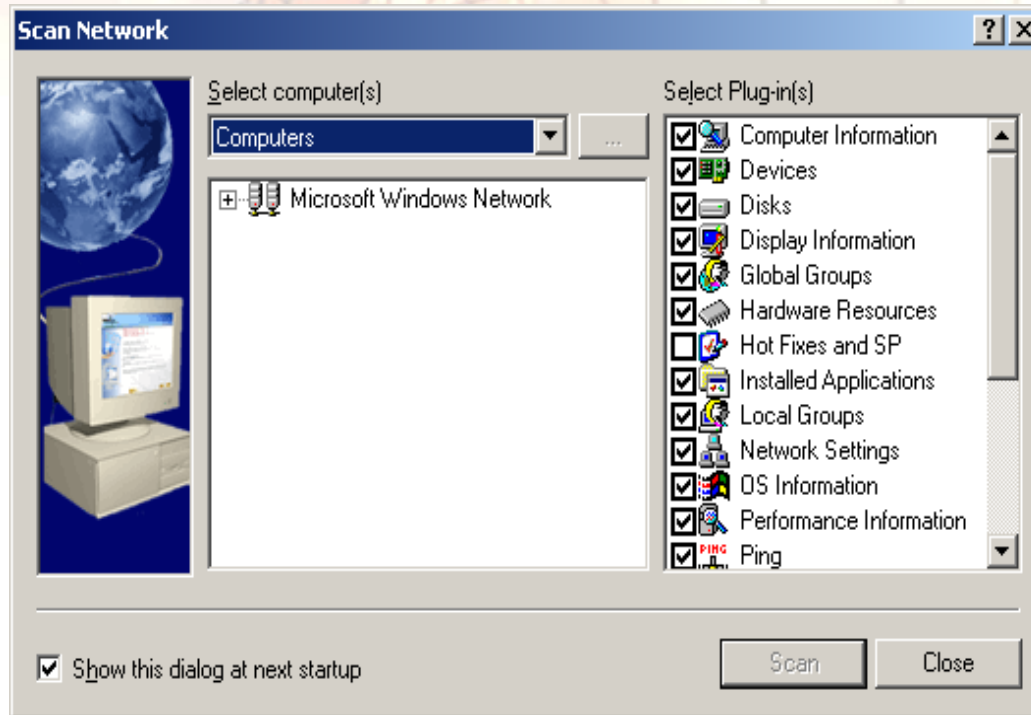 Scan Network
Select computer(s)
Computers
...
Microsoft Windows Network
Select Plug-in(s)
Computer Information
Devices
Disks
Display Information
Global Groups
Hardware Resources
Hot Fixes and SP
Installed Applications
Local Groups
Network Settings
OS Information
Performance Information
PING
Ping
Show this dialog at next startup
Scan
Close